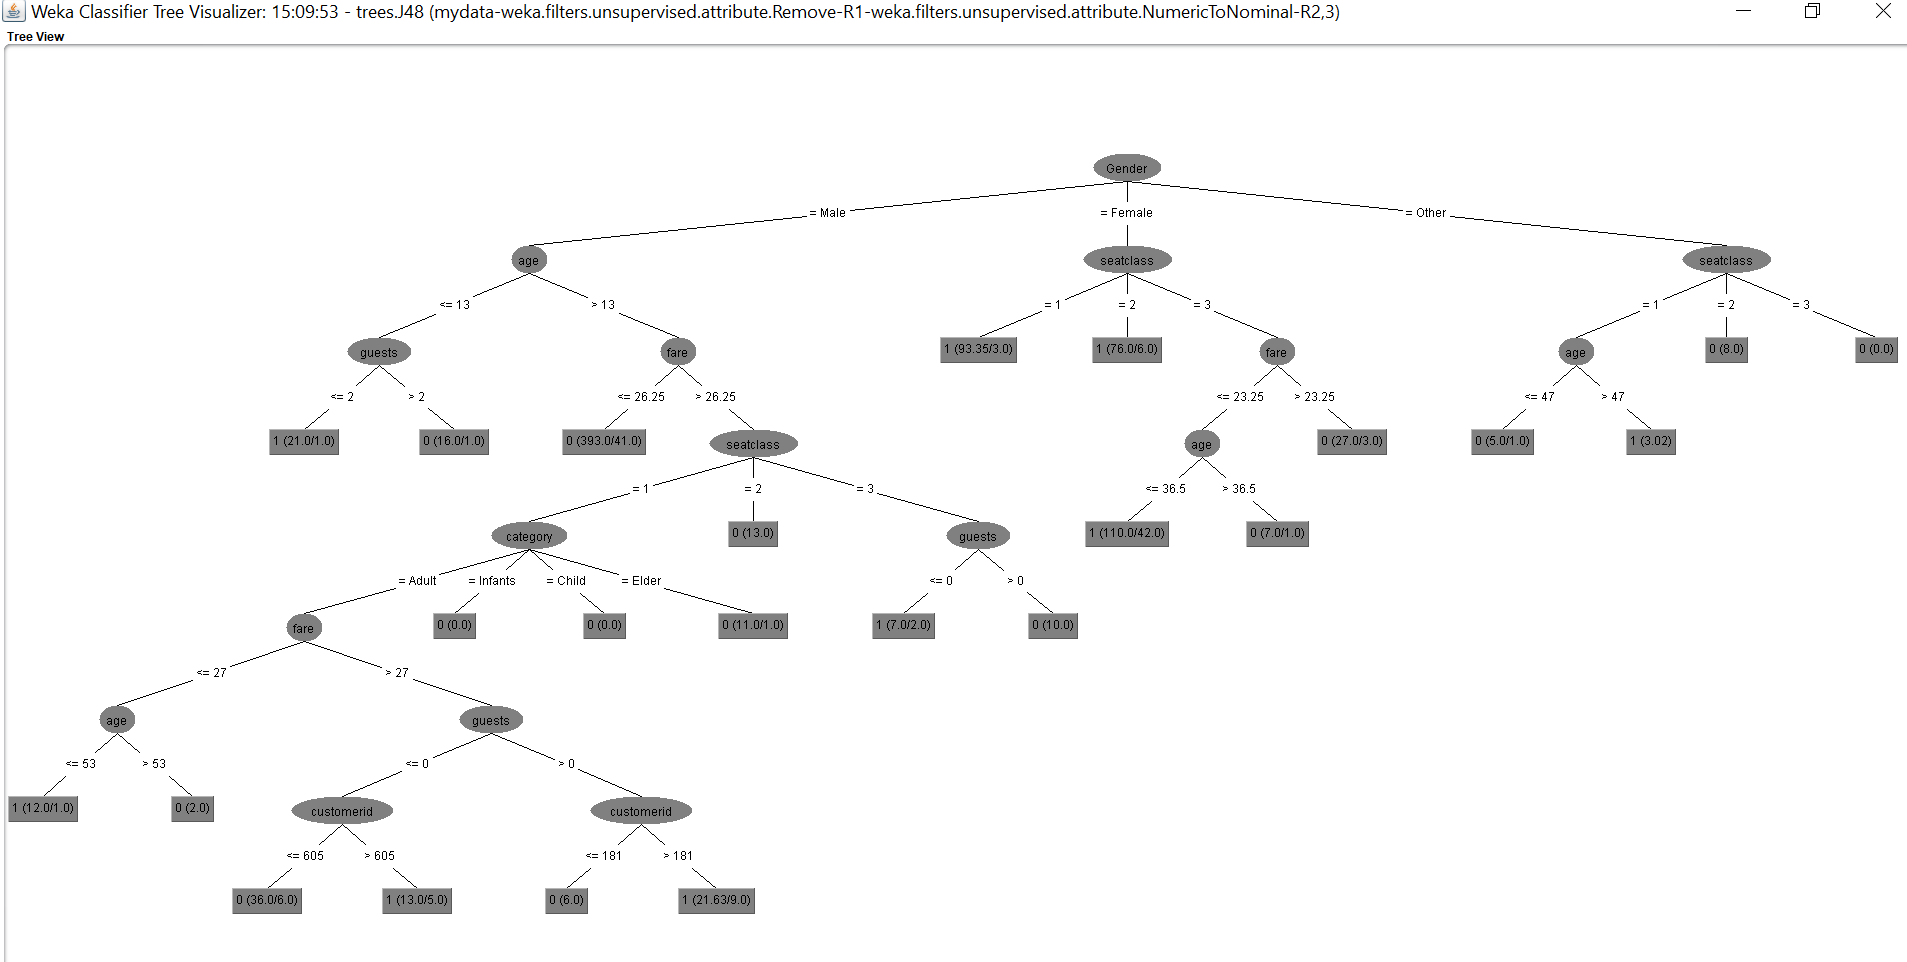 Weka Classifier Tree Visualizer: 15:09:53 - trees.J48 (mydata-weka.filters.unsupervised.attribute.Remove-R1-weka.filters.unsupervised.attribute.NumericToNominal-R2,3)
Tree View
Gender
= Male = Female = Other
age seatclass seatclass
<= 13 > 13 = 1 = 2 = 3 = 1 = 2 = 3
guests fare 1 (93.35/3.0) 1 (76.0/6.0) fare age 0 (8.0) 0 (0.0)
<= 2 > 2 <= 26.25 > 26.25 <= 23.25 > 23.25 <= 47 > 47
1 (21.0/1.0) 0 (16.0/1.0) 0 (393.0/41.0) seatclass age 0 (27.0/3.0) 0 (5.0/1.0) 1 (3.02)
= 1 = 2 = 3 <= 36.5 > 36.5
category 0 (13.0) guests 1 (110.0/42.0) 0 (7.0/1.0)
= Adult = Infants = Child = Elder <= 0 > 0
fare 0 (0.0) 0 (0.0) 0 (11.0/1.0) 1 (7.0/2.0) 0 (10.0)
<= 27 > 27
age guests
<= 53 > 53 <= 0 > 0
1 (12.0/1.0) 0 (2.0) customerid customerid
<= 605 > 605 <= 181 > 181
0 (36.0/6.0) 1 (13.0/5.0) 0 (6.0) 1 (21.63/9.0)